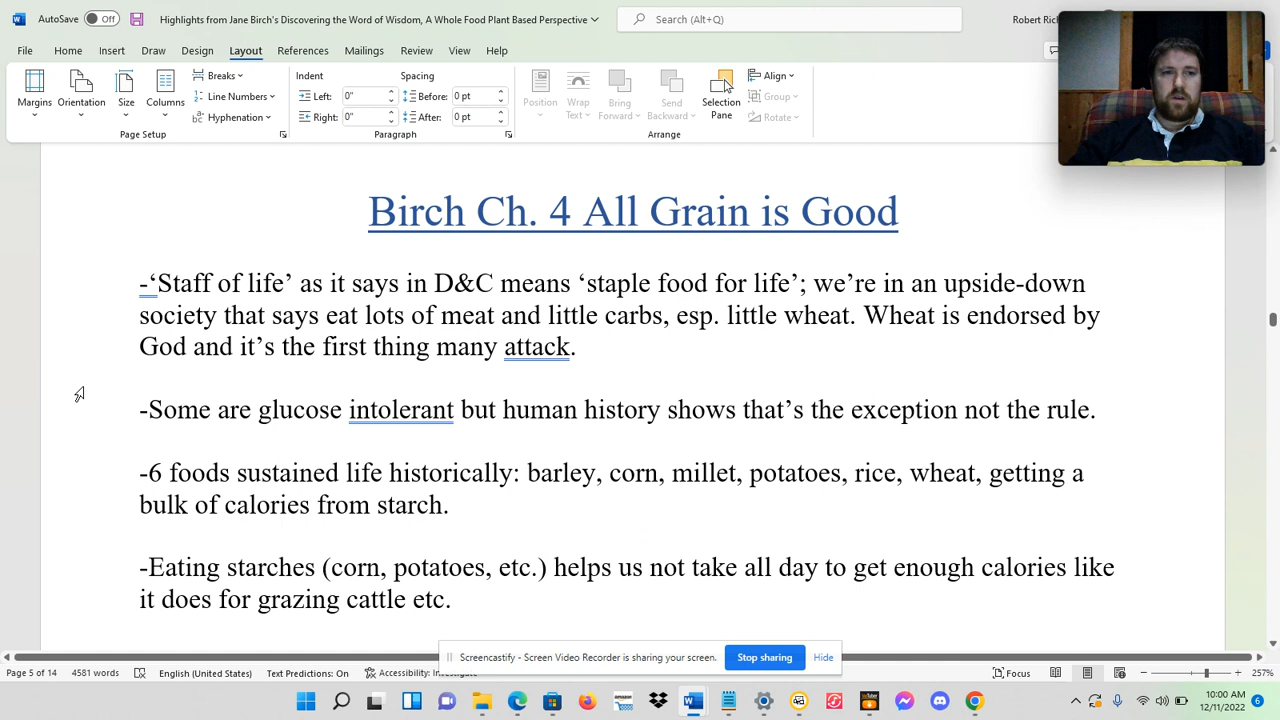 AutoSave Off Highlights from Jane Birch's Discovering the Word of Wisdom, A Whole Food Plant Based Perspective Search (Alt+Q) Robert Ric
File Home Insert Draw Design Layout References Mailings Review View Help
Margins Orientation Size Columns Breaks Line Numbers Hyphenation
Page Setup
Indent Spacing
Left: 0" Before: 0 pt
Right: 0" After: 0 pt
Paragraph
Position Wrap Text Bring Forward Send Backward Selection Pane Align Group Rotate
Arrange
Birch Ch. 4 All Grain is Good
-‘Staff of life’ as it says in D&C means ‘staple food for life’; we’re in an upside-down
society that says eat lots of meat and little carbs, esp. little wheat. Wheat is endorsed by
God and it’s the first thing many attack.
-Some are glucose intolerant but human history shows that’s the exception not the rule.
-6 foods sustained life historically: barley, corn, millet, potatoes, rice, wheat, getting a
bulk of calories from starch.
-Eating starches (corn, potatoes, etc.) helps us not take all day to get enough calories like
it does for grazing cattle etc.
Screencastify - Screen Video Recorder is sharing your screen. Stop sharing Hide
Page 5 of 14 4581 words English (United States) Text Predictions: On Accessibility: Investigate Focus 257%
10:00 AM
12/11/2022 6